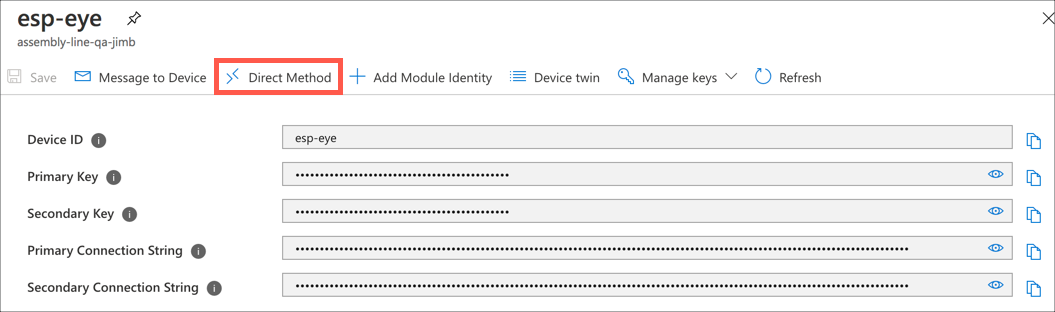 esp-eye
assembly-line-qa-jimb
Save Message to Device Direct Method Add Module Identity Device twin Manage keys Refresh
Device ID esp-eye
Primary Key ••••••••••••••••••••••••••••••••••••••••••••
Secondary Key ••••••••••••••••••••••••••••••••••••••••••••
Primary Connection String ••••••••••••••••••••••••••••••••••••••••••••••••••••••••••••••••••••••••••••••••••••••••••••••••••••••••••••••••••••••••••••••••
Secondary Connection String ••••••••••••••••••••••••••••••••••••••••••••••••••••••••••••••••••••••••••••••••••••••••••••••••••••••••••••••••••••••••••••••••